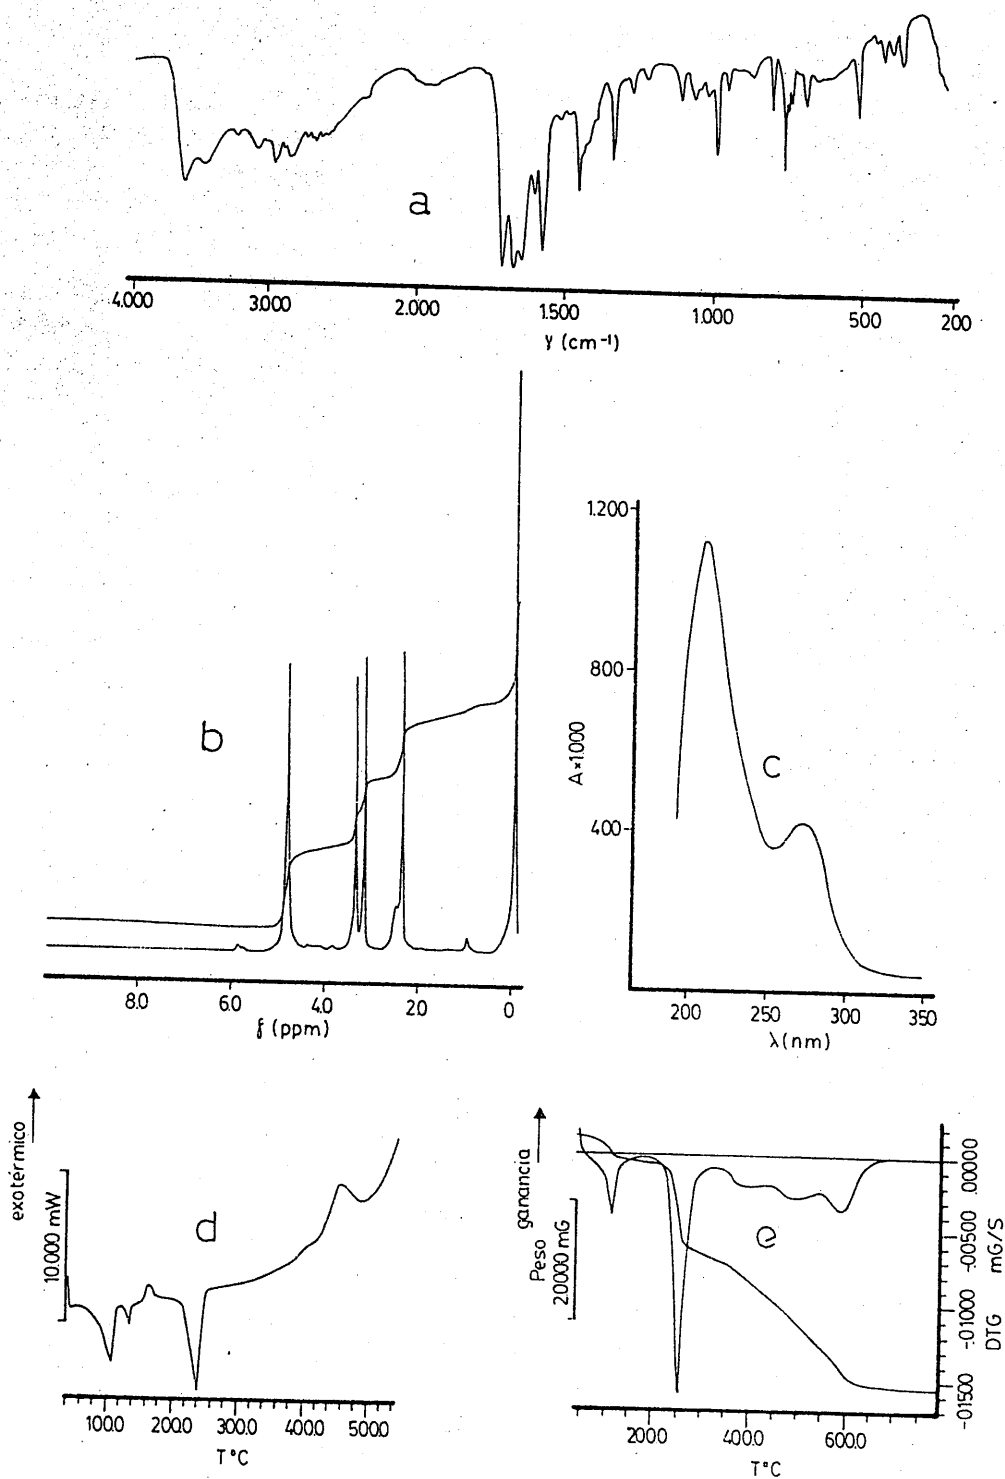 a
4.000 3.000 2.000 1.500 1.000 500 200
γ (cm⁻¹)
b
8.0 6.0 4.0 2.0 0
δ (ppm)
1.200
800
400
A×1.000
c
200 250 300 350
λ(nm)
exotérmico
10.000 mW
d
100.0 200.0 300.0 400.0 500.0
T°C
Peso ganancia
20.000 mG
e
.00000
-.00500
-.01000
-.01500
DTG mG/S
200.0 400.0 600.0
T°C